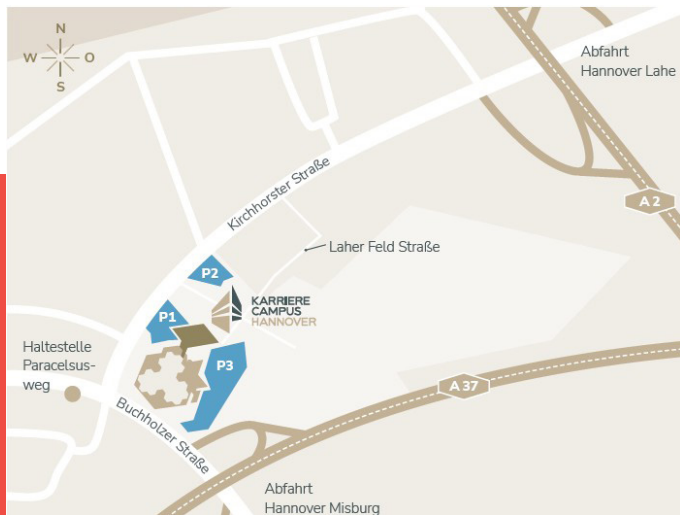 N
W O
S
Abfahrt
Hannover Lahe
A 2
Kirchhorster Straße
Laher Feld Straße
P2
KARRIERE
CAMPUS
HANNOVER
P1
Haltestelle
Paracelsus-
weg
P3
A 37
Buchholzer Straße
Abfahrt
Hannover Misburg